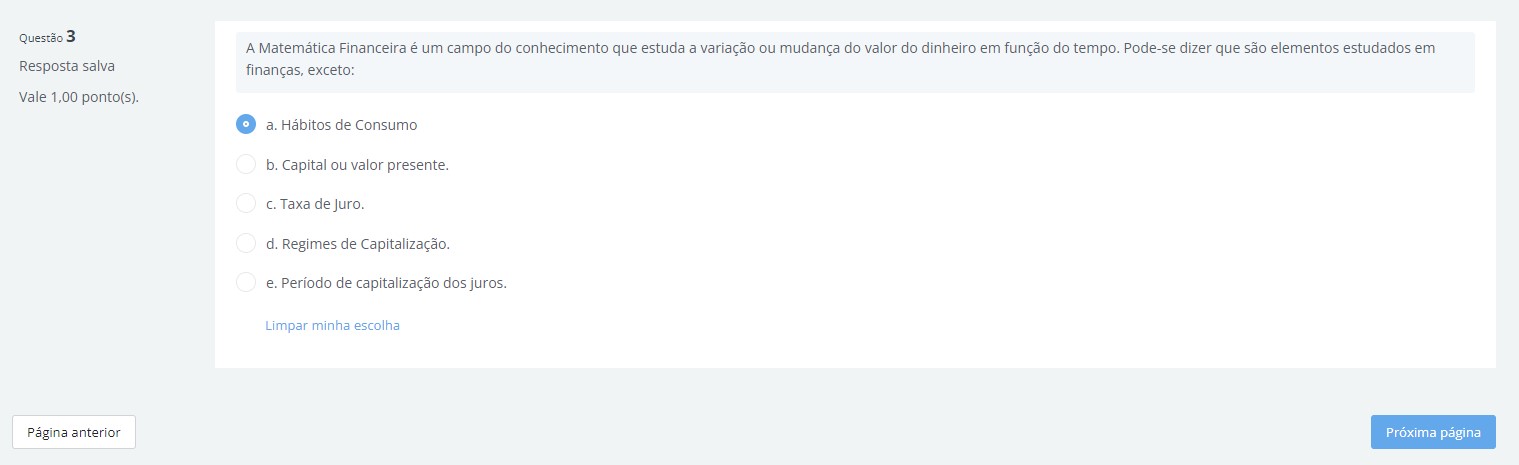 Questão 3
Resposta salva
Vale 1,00 ponto(s).
A Matemática Financeira é um campo do conhecimento que estuda a variação ou mudança do valor do dinheiro em função do tempo. Pode-se dizer que são elementos estudados em
finanças, exceto:
a. Hábitos de Consumo
b. Capital ou valor presente.
c. Taxa de Juro.
d. Regimes de Capitalização.
e. Período de capitalização dos juros.
Limpar minha escolha
Página anterior
Próxima página